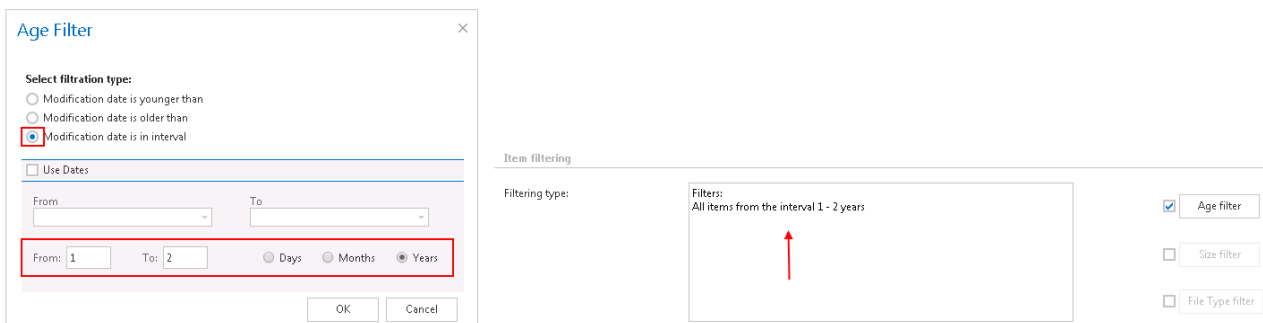 Age Filter
Select filtration type:
Modification date is younger than
Modification date is older than
Modification date is in interval
Use Dates
From To
From: 1 To: 2 Days Months Years
OK Cancel
Item filtering
Filtering type:
Filters:
All items from the interval 1 - 2 years
Age filter
Size filter
File Type filter